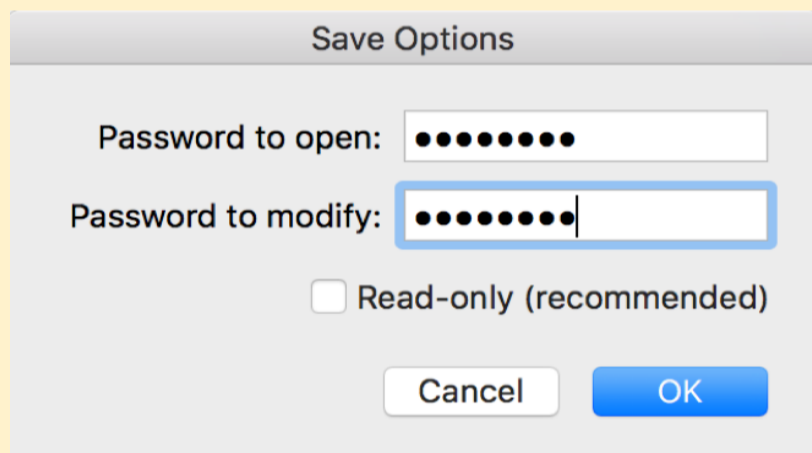 Save Options
Password to open: ••••••••
Password to modify: ••••••••
Read-only (recommended)
Cancel OK